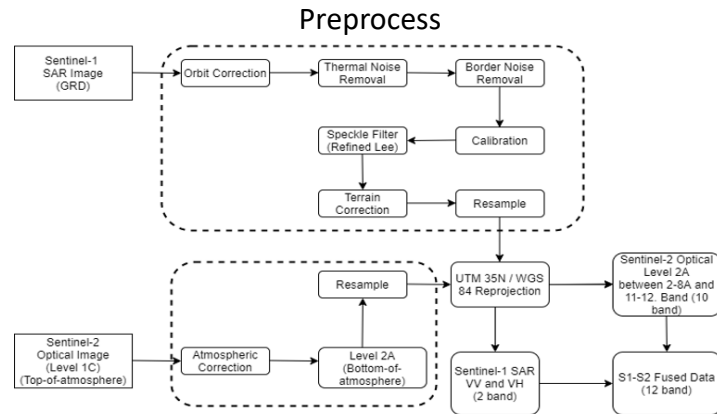 Preprocess
Sentinel-1
SAR Image
(GRD)
Orbit Correction
Thermal Noise
Removal
Border Noise
Removal
Speckle Filter
(Refined Lee)
Calibration
Terrain
Correction
Resample
Resample
UTM 35N / WGS
84 Reprojection
Sentinel-2 Optical
Level 2A
between 2-8A and
11-12. Band (10
band)
Sentinel-2
Optical Image
(Level 1C)
(Top-of-atmosphere)
Atmospheric
Correction
Level 2A
(Bottom-of-
atmosphere)
Sentinel-1 SAR
VV and VH
(2 band)
S1-S2 Fused Data
(12 band)